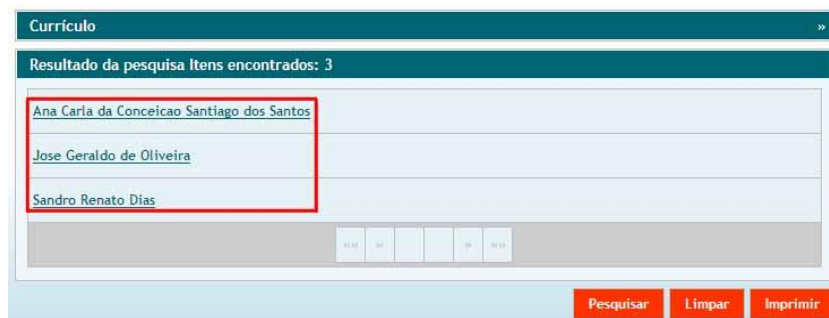 Currículo »
Resultado da pesquisa Itens encontrados: 3
Ana Carla da Conceicao Santiago dos Santos
Jose Geraldo de Oliveira
Sandro Renato Dias
«« « » »»
Pesquisar Limpar Imprimir